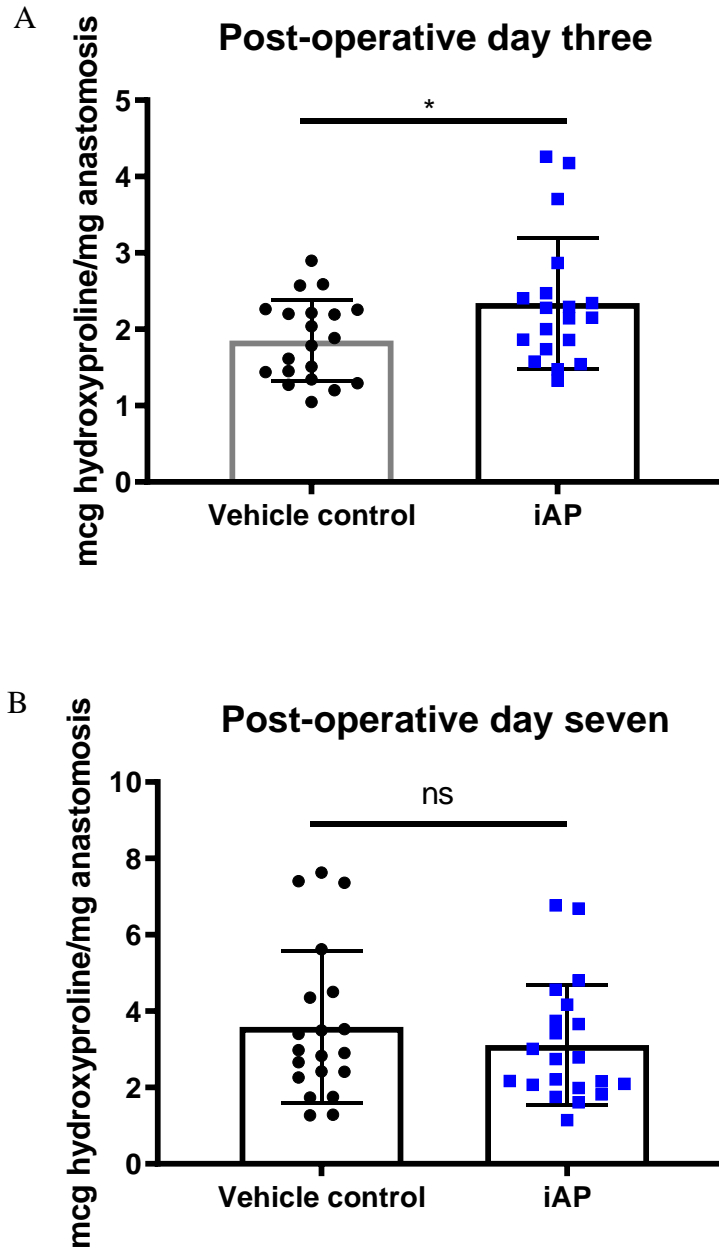 A
Post-operative day three
mcg hydroxyproline/mg anastomosis
5
4
3
2
1
0
*
Vehicle control
iAP
B
Post-operative day seven
mcg hydroxyproline/mg anastomosis
10
8
6
4
2
0
ns
Vehicle control
iAP